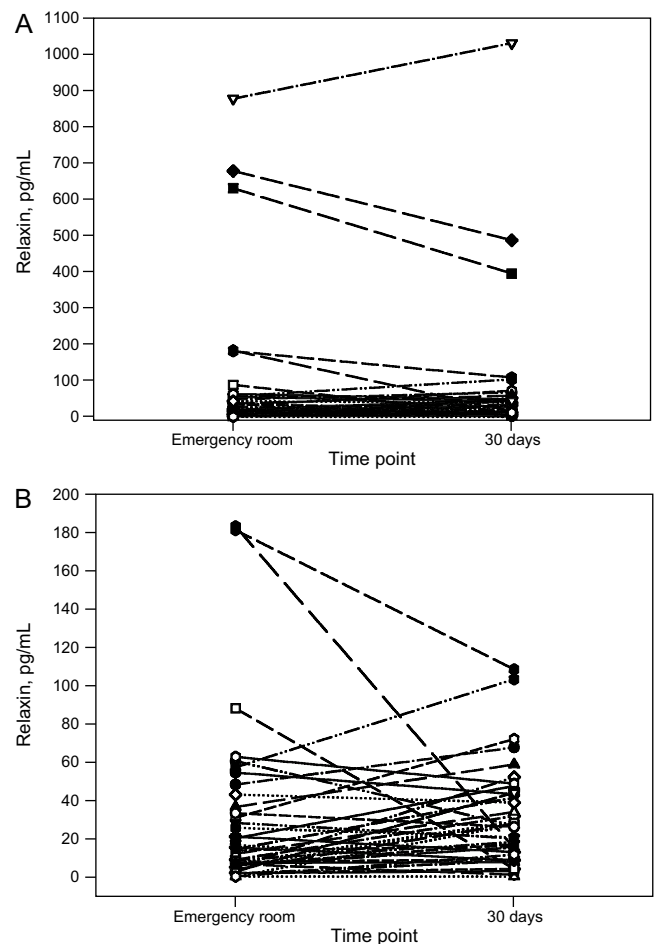 A
1100
1000
900
800
700
600
500
400
300
200
100
0
Relaxin, pg/mL
Emergency room 30 days
Time point
B
200
180
160
140
120
100
80
60
40
20
0
Relaxin, pg/mL
Emergency room 30 days
Time point